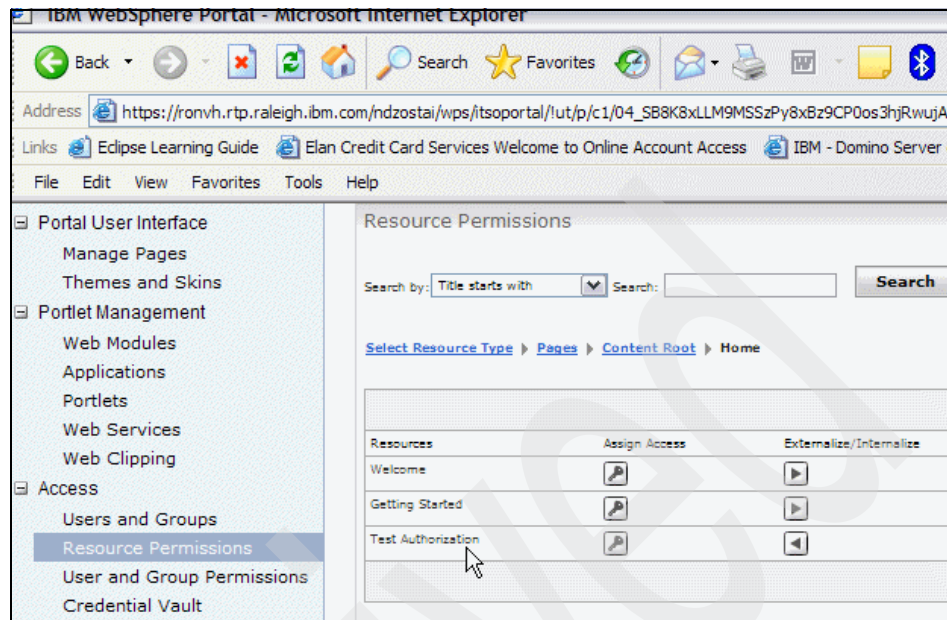 IBM WebSphere Portal - Microsoft Internet Explorer
Back Search Favorites
Address https://ronvh.rtp.raleigh.ibm.com/ndzostai/wps/itsoportal/!ut/p/c1/04_SB8K8xLLM9MSSzPy8xBz9CP0os3hjRwujA
Links Eclipse Learning Guide Elan Credit Card Services Welcome to Online Account Access IBM - Domino Server
File Edit View Favorites Tools Help
Portal User Interface
Manage Pages
Themes and Skins
Portlet Management
Web Modules
Applications
Portlets
Web Services
Web Clipping
Access
Users and Groups
Resource Permissions
User and Group Permissions
Credential Vault
Resource Permissions
Search by: Title starts with Search: Search
Select Resource Type Pages Content Root Home
Resources Assign Access Externalize/Internalize
Welcome
Getting Started
Test Authorization